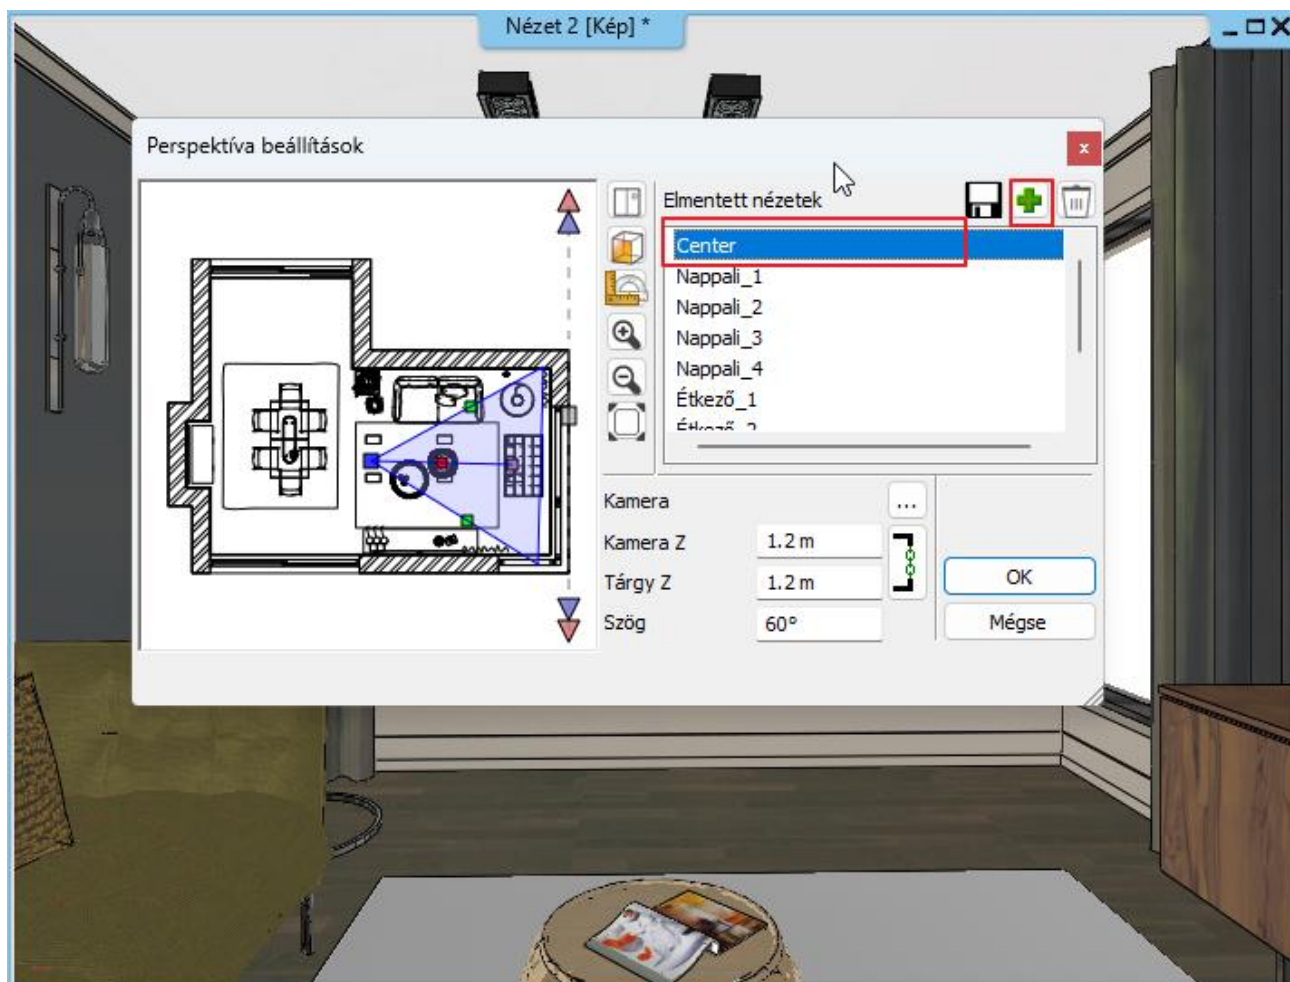 Nézet 2 [Kép] *
Perspektíva beállítások
x
Elmentett nézetek
Center
Nappali_1
Nappali_2
Nappali_3
Nappali_4
Étkező_1
Étkező_2
Kamera
...
Kamera Z
1.2 m
Tárgy Z
1.2 m
OK
Szög
60°
Mégse